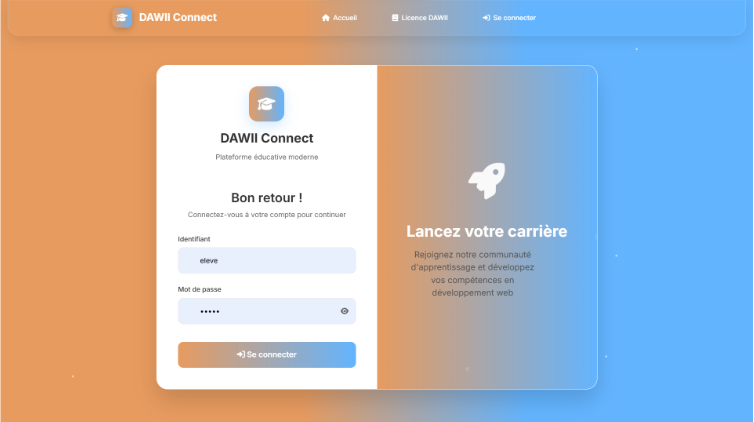 DAWII Connect
Accueil
Licence DAWII
Se connecter
DAWII Connect
Plateforme éducative moderne
Bon retour !
Connectez-vous à votre compte pour continuer
Identifiant
eleve
Mot de passe
•••••
Se connecter
Lancez votre carrière
Rejoignez notre communauté
d'apprentissage et développez
vos compétences en
développement web